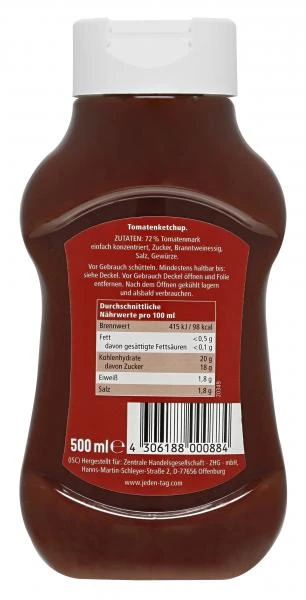 Tomatenketchup.
ZUTATEN: 72 % Tomatenmark
einfach konzentriert, Zucker, Branntweinessig,
Salz, Gewürze.
Vor Gebrauch schütteln. Mindestens haltbar bis:
siehe Deckel. Vor Gebrauch Deckel öffnen und Folie
entfernen. Nach dem Öffnen gekühlt lagern
und alsbald verbrauchen.
Durchschnittliche
Nährwerte pro 100 ml
Brennwert 415 kJ / 98 kcal
Fett <0,5 g
davon gesättigte Fettsäuren <0,1 g
Kohlenhydrate 20 g
davon Zucker 18 g
Eiweiß 1,8 g
Salz 1,8 g
20349
500 ml e
4 306188 000884
(ISC) Hergestellt für: Zentrale Handelsgesellschaft - ZHG - mbH,
Hanns-Martin-Schleyer-Straße 2, D-77656 Offenburg
www.jeden-tag.com